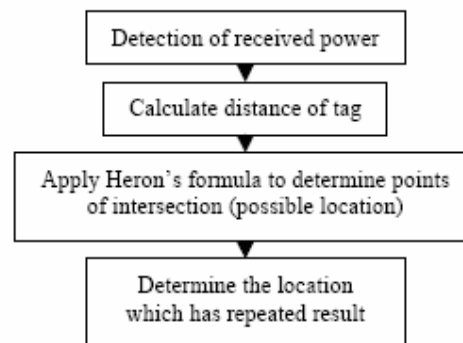 Detection of received power
Calculate distance of tag
Apply Heron's formula to determine points
of intersection (possible location)
Determine the location
which has repeated result